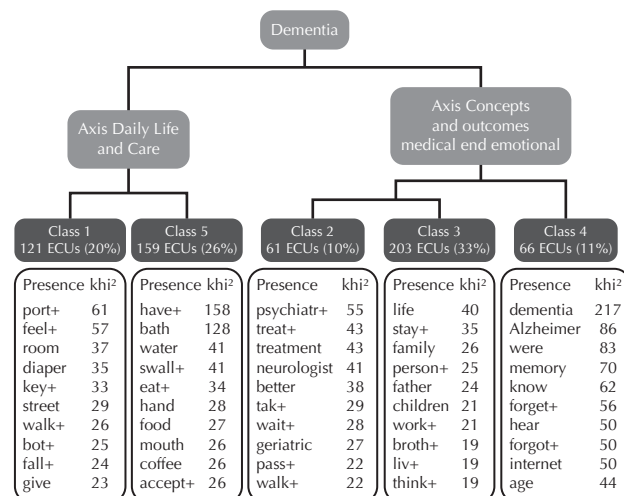 Dementia
Axis Daily Life
and Care
Axis Concepts
and outcomes
medical end emotional
Class 1
121 ECUs (20%)
Presence khi²
port+ 61
feel+ 57
room 37
diaper 35
key+ 33
street 29
walk+ 26
bot+ 25
fall+ 24
give 23
Class 5
159 ECUs (26%)
Presence khi²
have+ 158
bath 128
water 41
swall+ 41
eat+ 34
hand 28
food 27
mouth 26
coffee 26
accept+ 26
Class 2
61 ECUs (10%)
Presence khi²
psychiatr+ 55
treat+ 43
treatment 43
neurologist 41
better 38
tak+ 29
wait+ 28
geriatric 27
pass+ 22
walk+ 22
Class 3
203 ECUs (33%)
Presence khi²
life 40
stay+ 35
family 26
person+ 25
father 24
children 21
work+ 21
broth+ 19
liv+ 19
think+ 19
Class 4
66 ECUs (11%)
Presence khi²
dementia 217
Alzheimer 86
were 83
memory 70
know 62
forget+ 56
hear 50
forgot+ 50
internet 50
age 44